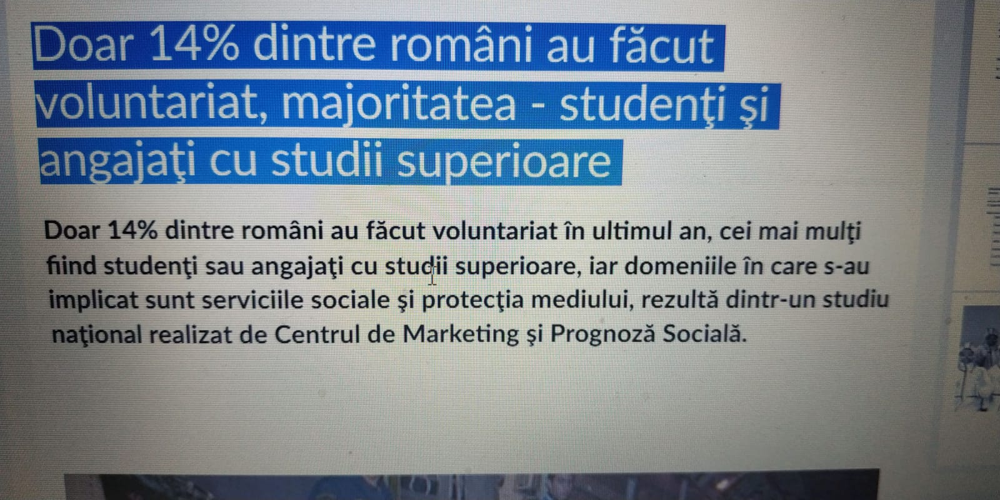 Doar 14% dintre români au făcut
voluntariat, majoritatea - studenţi şi
angajaţi cu studii superioare
Doar 14% dintre români au făcut voluntariat în ultimul an, cei mai mulţi
fiind studenţi sau angajaţi cu studii superioare, iar domeniile în care s-au
implicat sunt serviciile sociale şi protecţia mediului, rezultă dintr-un studiu
naţional realizat de Centrul de Marketing şi Prognoză Socială.